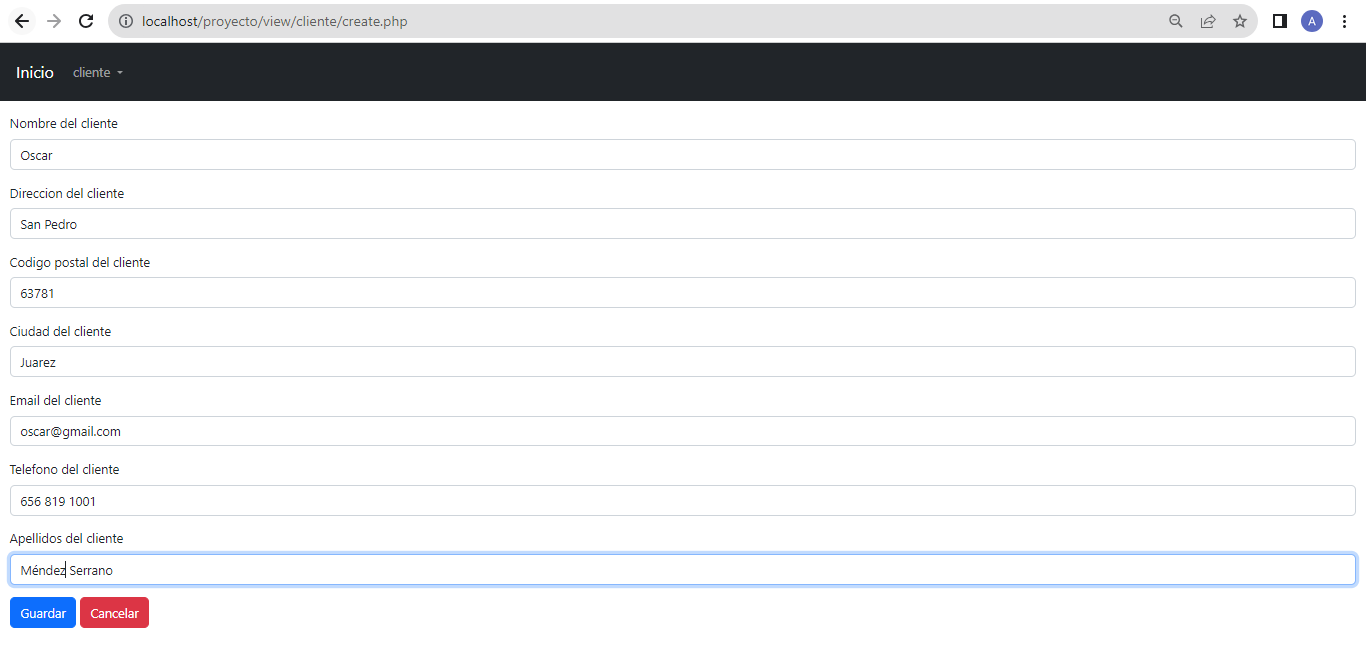 localhost/proyecto/view/cliente/create.php
A
Inicio cliente
Nombre del cliente
Oscar
Direccion del cliente
San Pedro
Codigo postal del cliente
63781
Ciudad del cliente
Juarez
Email del cliente
oscar@gmail.com
Telefono del cliente
656 819 1001
Apellidos del cliente
Méndez Serrano
Guardar Cancelar